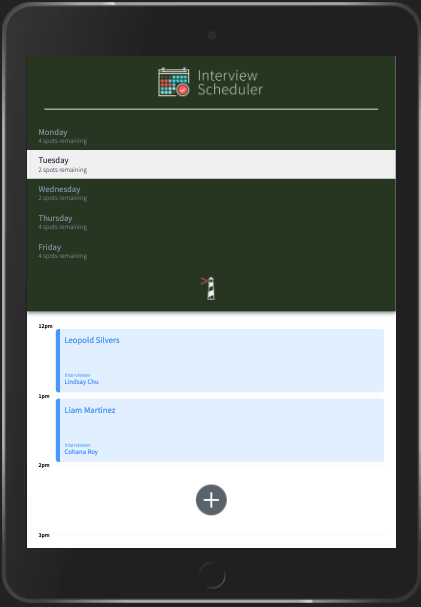 Interview
Scheduler
Monday
4 spots remaining
Tuesday
2 spots remaining
Wednesday
2 spots remaining
Thursday
4 spots remaining
Friday
4 spots remaining
12pm
Leopold Silvers
Interviewer
Lindsay Chu
1pm
Liam Martinez
Interviewer
Cohana Roy
2pm
3pm